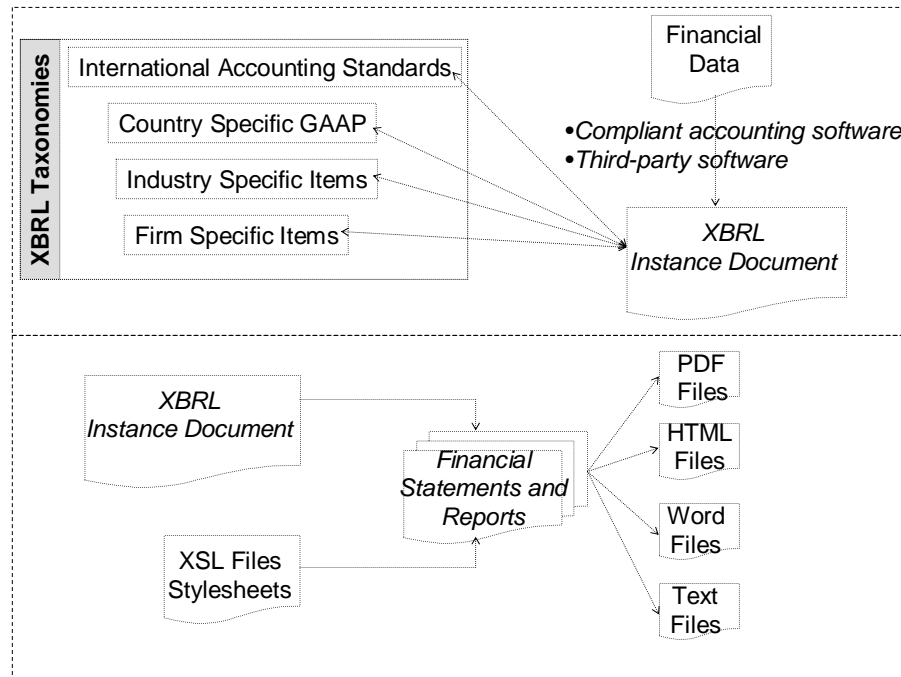 XBRL Taxonomies
International Accounting Standards
Country Specific GAAP
Industry Specific Items
Firm Specific Items
Financial
Data
•Compliant accounting software
•Third-party software
XBRL
Instance Document
XBRL
Instance Document
XSL Files
Stylesheets
Financial
Statements and
Reports
PDF
Files
HTML
Files
Word
Files
Text
Files